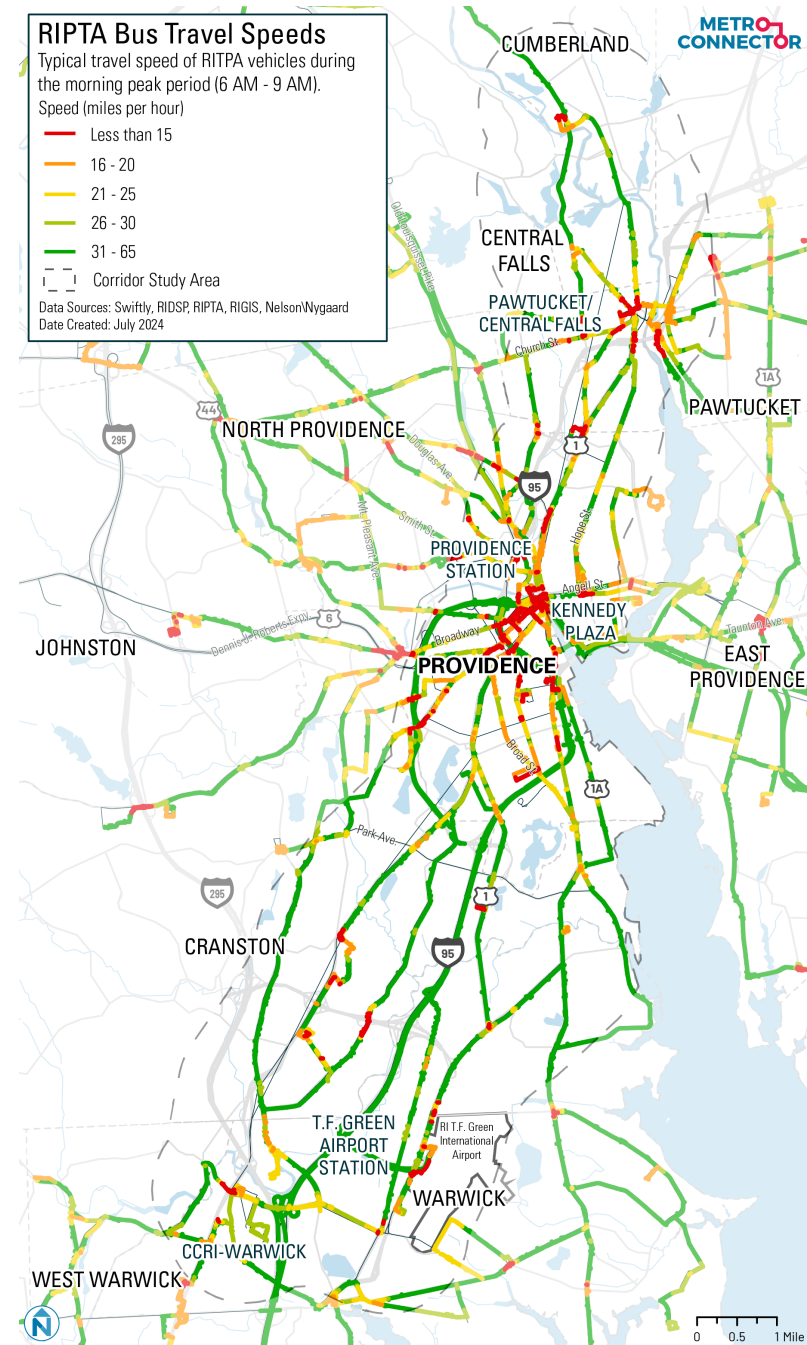 RIPTA Bus Travel Speeds
Typical travel speed of RITPA vehicles during
the morning peak period (6 AM - 9 AM).
Speed (miles per hour)
Less than 15
16 - 20
21 - 25
26 - 30
31 - 65
Corridor Study Area
Data Sources: Swiftly, RIDSP, RIPTA, RIGIS, Nelson\Nygaard
Date Created: July 2024
METRO
CONNECTOR
CUMBERLAND
CENTRAL
FALLS
PAWTUCKET/
CENTRAL FALLS
Church St.
1A
PAWTUCKET
44
295
NORTH PROVIDENCE
1
Douglas Ave.
95
Mt. Pleasant Ave.
Smith St.
Hope St.
PROVIDENCE
STATION
Angell St.
KENNEDY
PLAZA
6
Dennis J. Roberts Expy.
Broadway
Taunton Ave.
JOHNSTON
PROVIDENCE
EAST
PROVIDENCE
Broad St.
1A
Park Ave.
295
1
CRANSTON
95
T.F. GREEN
AIRPORT
STATION
RI T.F. Green
International
Airport
WARWICK
CCRI-WARWICK
WEST WARWICK
N
0 0.5 1 Mile